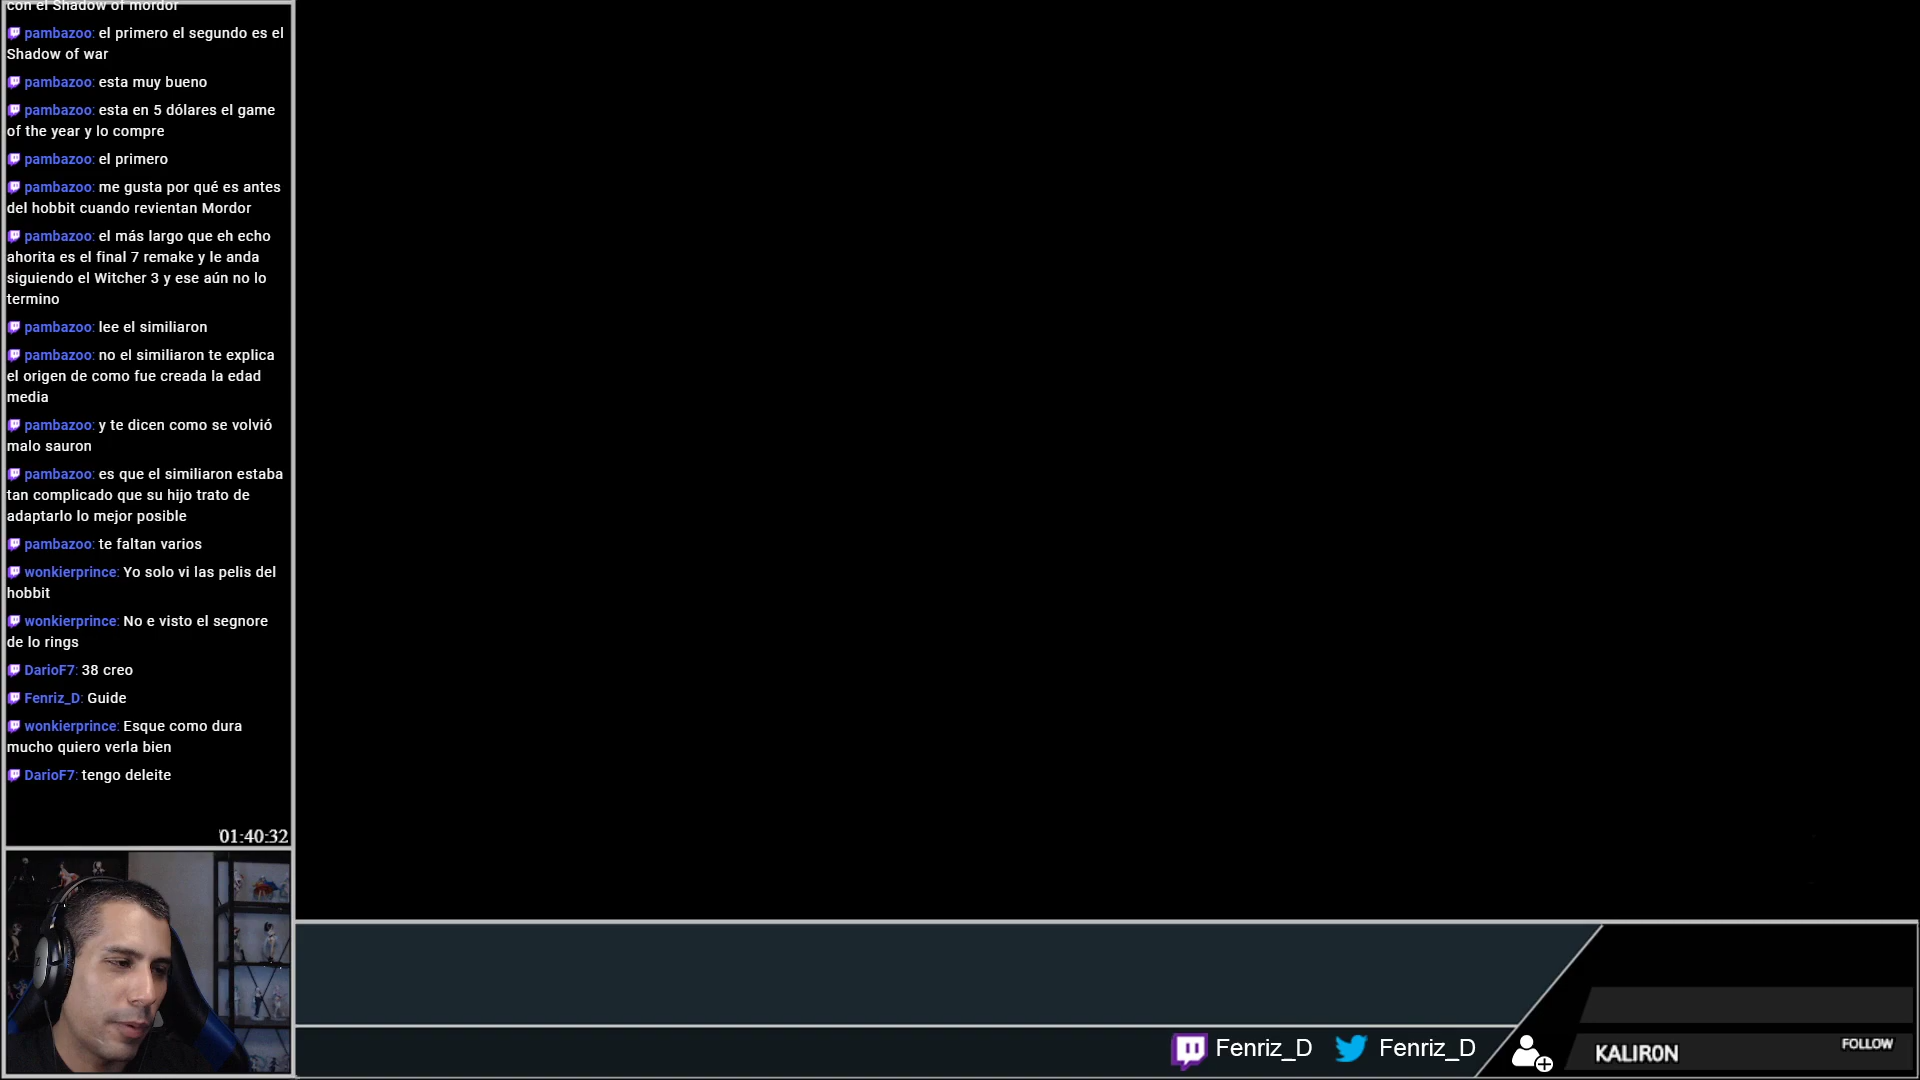 con el Shadow of mordor
pambazoo: el primero el segundo es el
Shadow of war
pambazoo: esta muy bueno
pambazoo: esta en 5 dólares el game
of the year y lo compre
pambazoo: el primero
pambazoo: me gusta por qué es antes
del hobbit cuando revientan Mordor
pambazoo: el más largo que eh echo
ahorita es el final 7 remake y le anda
siguiendo el Witcher 3 y ese aún no lo
termino
pambazoo: lee el similiaron
pambazoo: no el similiaron te explica
el origen de como fue creada la edad
media
pambazoo: y te dicen como se volvió
malo sauron
pambazoo: es que el similiaron estaba
tan complicado que su hijo trato de
adaptarlo lo mejor posible
pambazoo: te faltan varios
wonkierprince: Yo solo vi las pelis del
hobbit
wonkierprince: No e visto el segnore
de lo rings
DarioF7: 38 creo
Fenriz_D: Guide
wonkierprince: Esque como dura
mucho quiero verla bien
DarioF7: tengo deleite
01:40:32
Fenriz_D Fenriz_D
KALIR0N FOLLOW